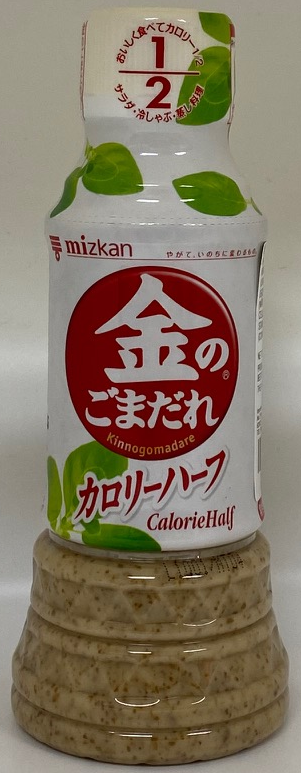 おいしく食べてカロリー1/2
1
2
サラダ・冷しゃぶ・蒸し料理
mizkan
やがて、いのちに変わるもの。
金の
ごまだれ
®
Kinnogomadare
カロリーハーフ
CalorieHalf